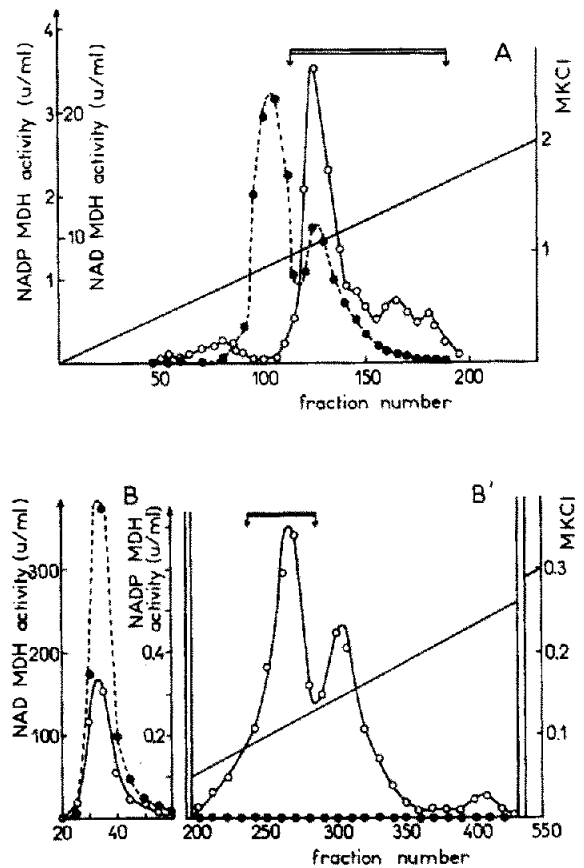 A
NADP MDH activity (u/ml)
NAD MDH activity (u/ml)
MKCl
4
3
2
1
20
10
2
1
50 100 150 200
fraction number
B
B'
NAD MDH activity (u/ml)
NADP MDH
activity (u/ml)
MKCl
300
200
100
0.4
0.2
0.3
0.2
0.1
20 40
200 250 300 350 400 550
fraction number